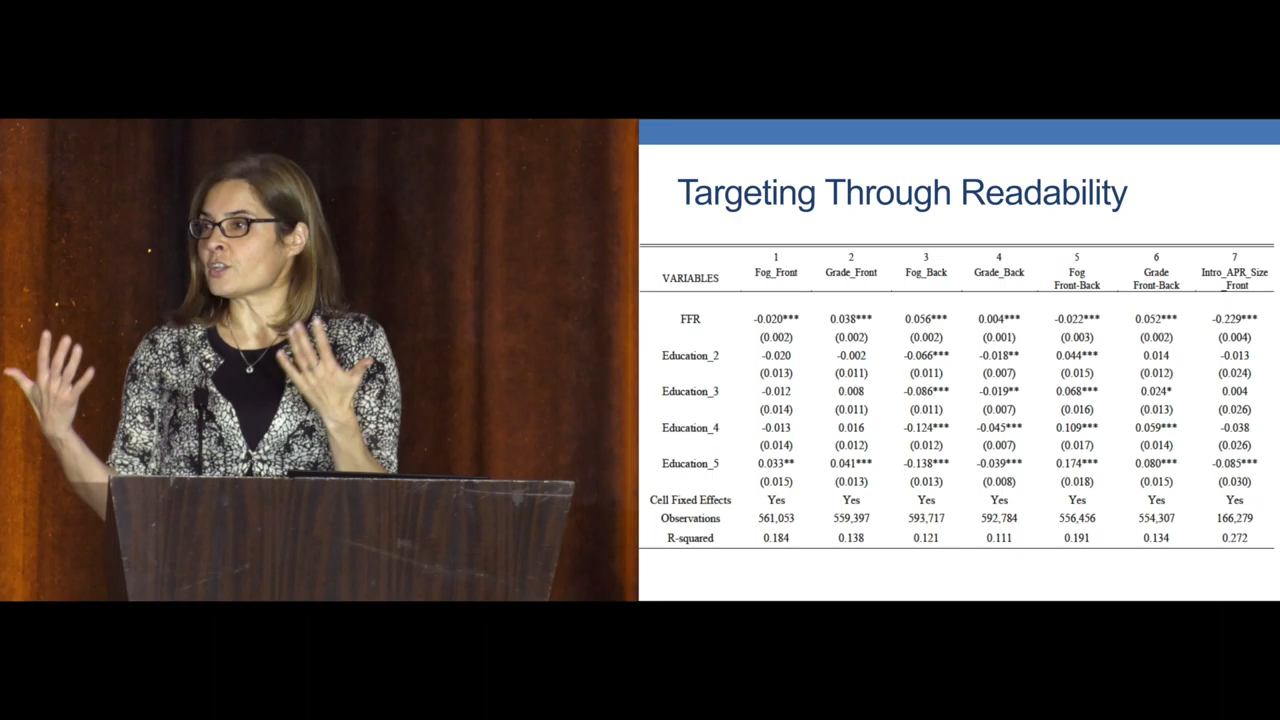 Targeting Through Readability
1 2 3 4 5 6 7
VARIABLES Fog_Front Grade_Front Fog_Back Grade_Back Fog Front-Back Grade Front-Back Intro_APR_Size_Front
FFR -0.020*** 0.038*** 0.056*** 0.004*** -0.022*** 0.052*** -0.229***
(0.002) (0.002) (0.002) (0.001) (0.003) (0.002) (0.004)
Education_2 -0.020 -0.002 -0.066*** -0.018** 0.044*** 0.014 -0.013
(0.013) (0.011) (0.011) (0.007) (0.015) (0.012) (0.024)
Education_3 -0.012 0.008 -0.086*** -0.019** 0.068*** 0.024* 0.004
(0.014) (0.011) (0.011) (0.007) (0.016) (0.013) (0.026)
Education_4 -0.013 0.016 -0.124*** -0.045*** 0.109*** 0.059*** -0.038
(0.014) (0.012) (0.012) (0.007) (0.017) (0.014) (0.026)
Education_5 0.033** 0.041*** -0.138*** -0.039*** 0.174*** 0.080*** -0.085***
(0.015) (0.013) (0.013) (0.008) (0.018) (0.015) (0.030)
Cell Fixed Effects Yes Yes Yes Yes Yes Yes Yes
Observations 561,053 559,397 593,717 592,784 556,456 554,307 166,279
R-squared 0.184 0.138 0.121 0.111 0.191 0.134 0.272